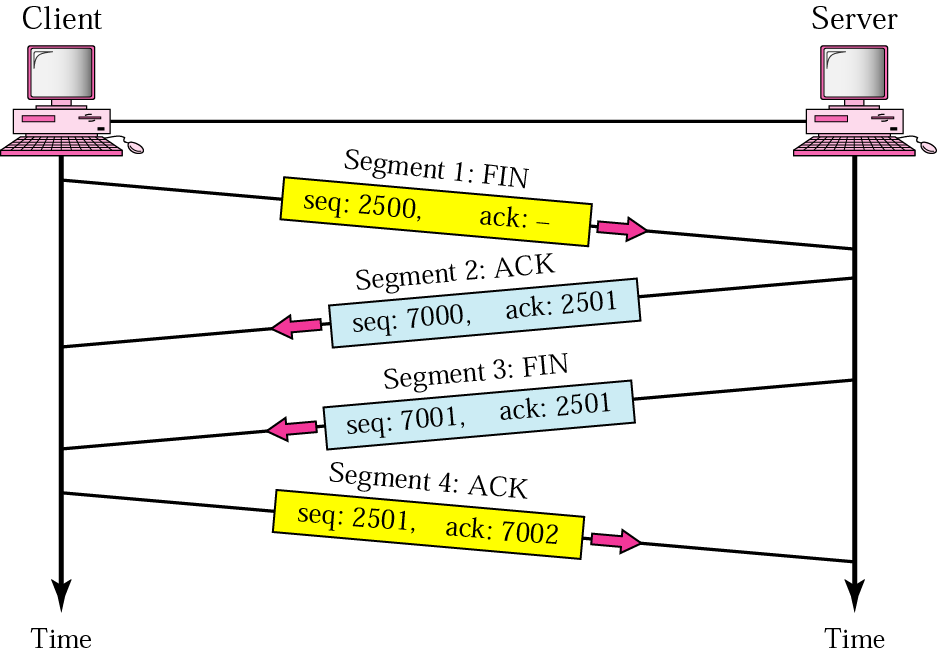 Client
Server
Segment 1: FIN
seq: 2500, ack: –
Segment 2: ACK
seq: 7000, ack: 2501
Segment 3: FIN
seq: 7001, ack: 2501
Segment 4: ACK
seq: 2501, ack: 7002
Time
Time